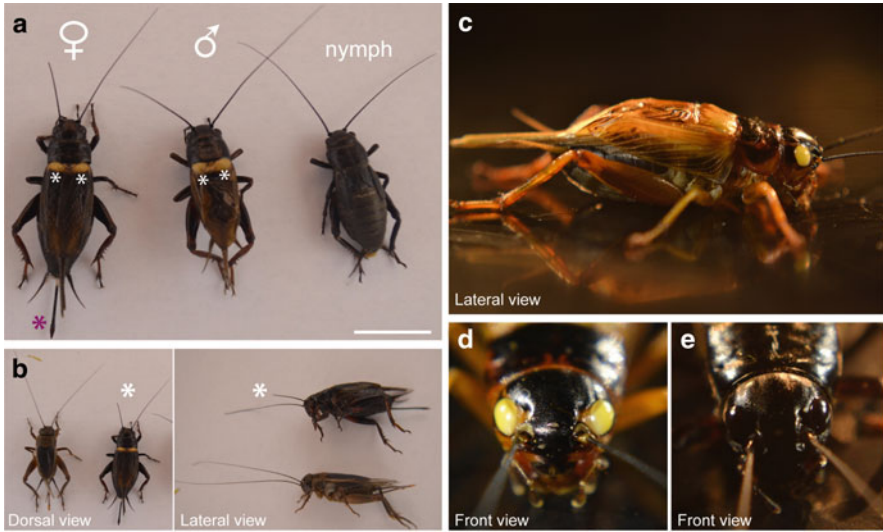 a
♀
♂
nymph
*
*
*
*
*
b
*
Dorsal view
*
Lateral view
c
Lateral view
d
Front view
e
Front view